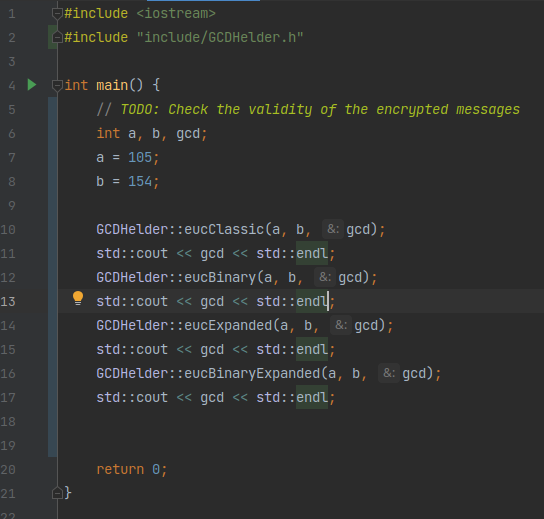 1 #include <iostream>
2 #include "include/GCDHelder.h"
3
4 int main() {
5 // TODO: Check the validity of the encrypted messages
6 int a, b, gcd;
7 a = 105;
8 b = 154;
9
10 GCDHelder::eucClassic(a, b, &: gcd);
11 std::cout << gcd << std::endl;
12 GCDHelder::eucBinary(a, b, &: gcd);
13 std::cout << gcd << std::endl;
14 GCDHelder::eucExpanded(a, b, &: gcd);
15 std::cout << gcd << std::endl;
16 GCDHelder::eucBinaryExpanded(a, b, &: gcd);
17 std::cout << gcd << std::endl;
18
19
20 return 0;
21 }
22